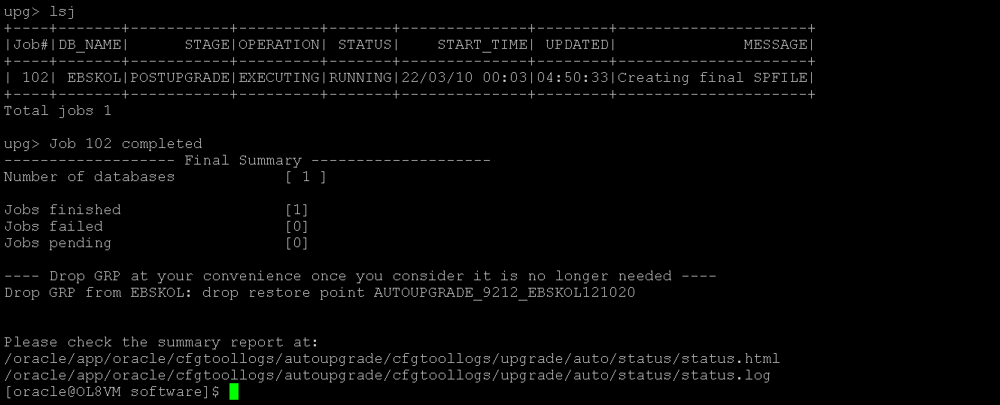 upg> lsj
+----+-------+-----------+---------+-------+--------------+--------+---------------------+
|Job#|DB_NAME|      STAGE|OPERATION| STATUS|    START_TIME| UPDATED|              MESSAGE|
+----+-------+-----------+---------+-------+--------------+--------+---------------------+
| 102| EBSKOL|POSTUPGRADE|EXECUTING|RUNNING|22/03/10 00:03|04:50:33|Creating final SPFILE|
+----+-------+-----------+---------+-------+--------------+--------+---------------------+
Total jobs 1
upg> Job 102 completed
------------------- Final Summary --------------------
Number of databases            [ 1 ]
Jobs finished                  [1]
Jobs failed                    [0]
Jobs pending                   [0]
---- Drop GRP at your convenience once you consider it is no longer needed ----
Drop GRP from EBSKOL: drop restore point AUTOUPGRADE_9212_EBSKOL121020
Please check the summary report at:
/oracle/app/oracle/cfgtoollogs/autoupgrade/cfgtoollogs/upgrade/auto/status/status.html
/oracle/app/oracle/cfgtoollogs/autoupgrade/cfgtoollogs/upgrade/auto/status/status.log
[oracle@OL8VM software]$